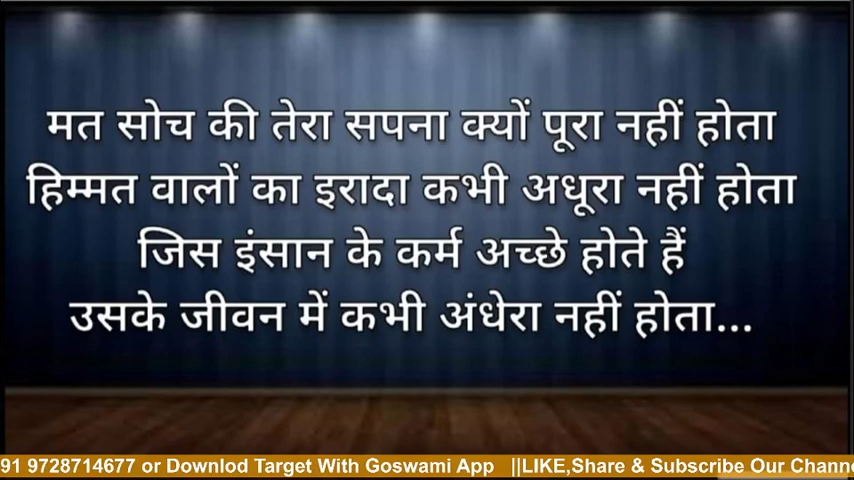 मत सोच की तेरा सपना क्यों पूरा नहीं होता
हिम्मत वालों का इरादा कभी अधूरा नहीं होता
जिस इंसान के कर्म अच्छे होते हैं
उसके जीवन में कभी अंधेरा नहीं होता...
91 9728714677 or Downlod Target With Goswami App ||LIKE,Share & Subscribe Our Chann